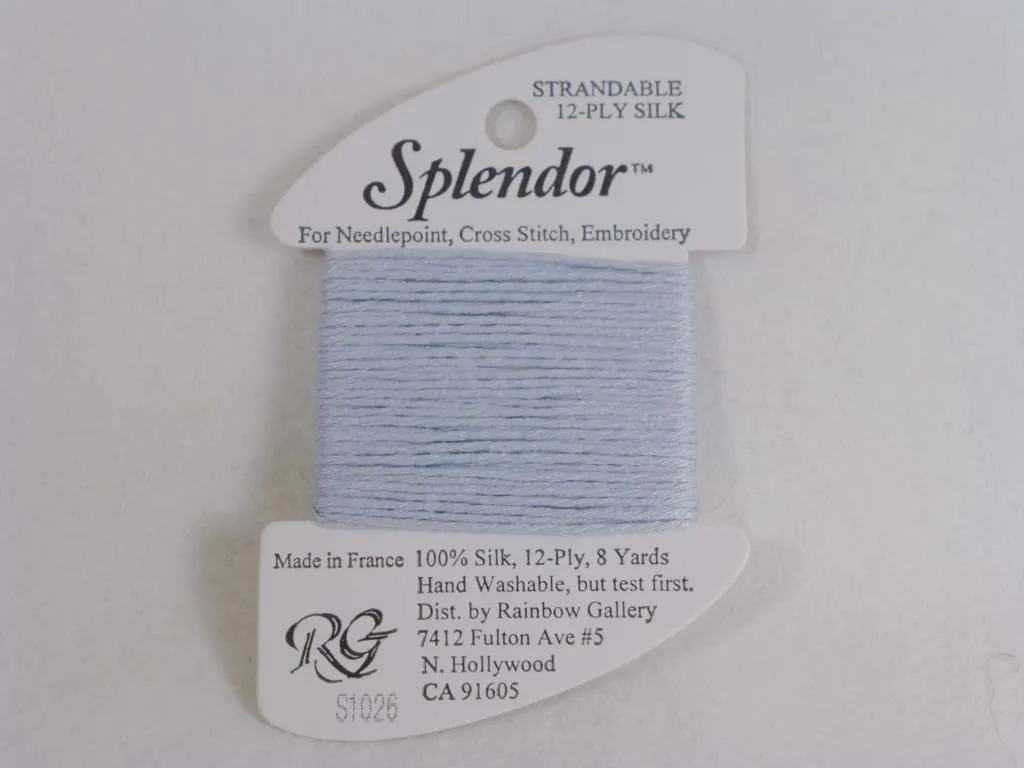 STRANDABLE
12-PLY SILK
Splendor™
For Needlepoint, Cross Stitch, Embroidery
Made in France
100% Silk, 12-Ply, 8 Yards
Hand Washable, but test first.
Dist. by Rainbow Gallery
7412 Fulton Ave #5
N. Hollywood
CA 91605
RG
S1026